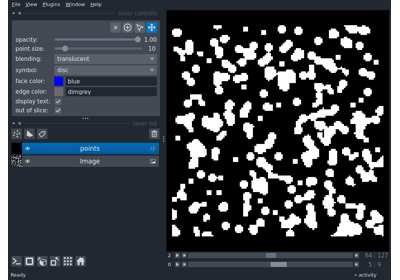 File View Plugins Window Help
layer controls
opacity: 1.00
point size: 10
blending: translucent
symbol: disc
face color: blue
edge color: dimgrey
display text:
out of slice:
layer list
points
Image
2 64 127
0 5 9
Ready activity